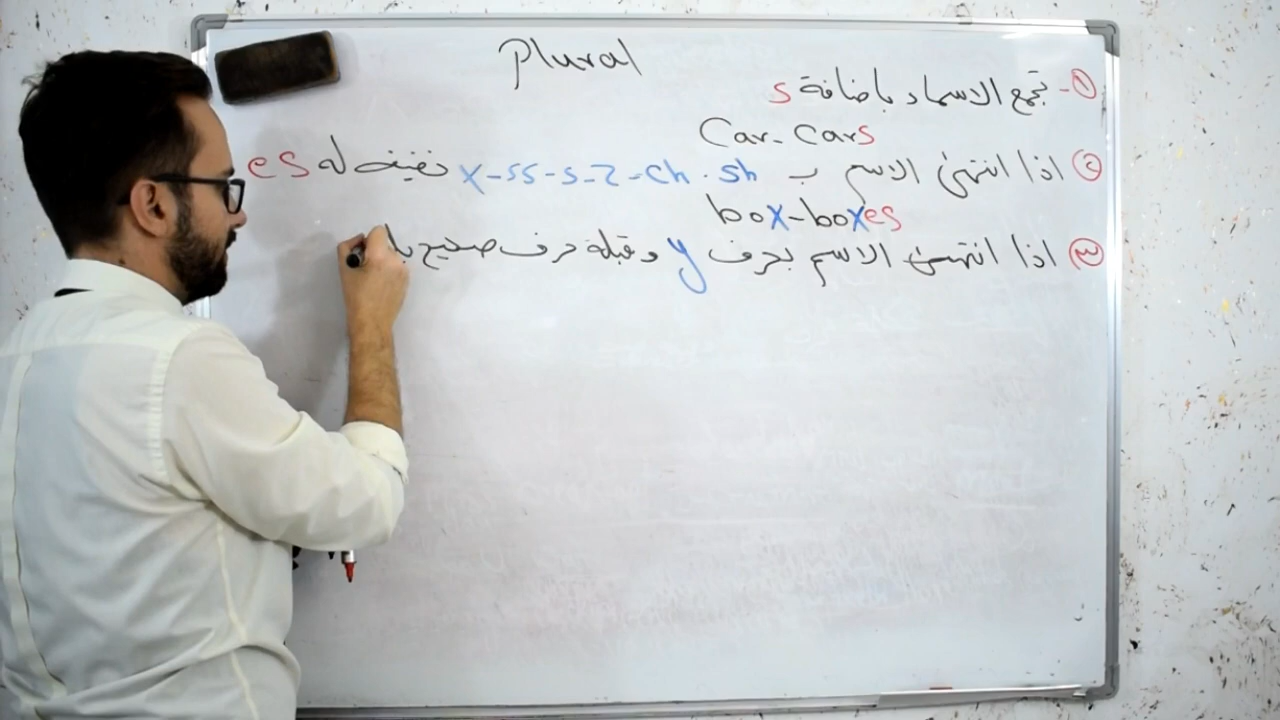 Plural
١- تجمع الاسماء باضافة s
Car - Cars
٢ اذا انتهى الاسم ب x-ss-s-z-ch.sh نضيف له es
box-boxes
٣ اذا انتهى الاسم بحرف y وقبله حرف صحيح